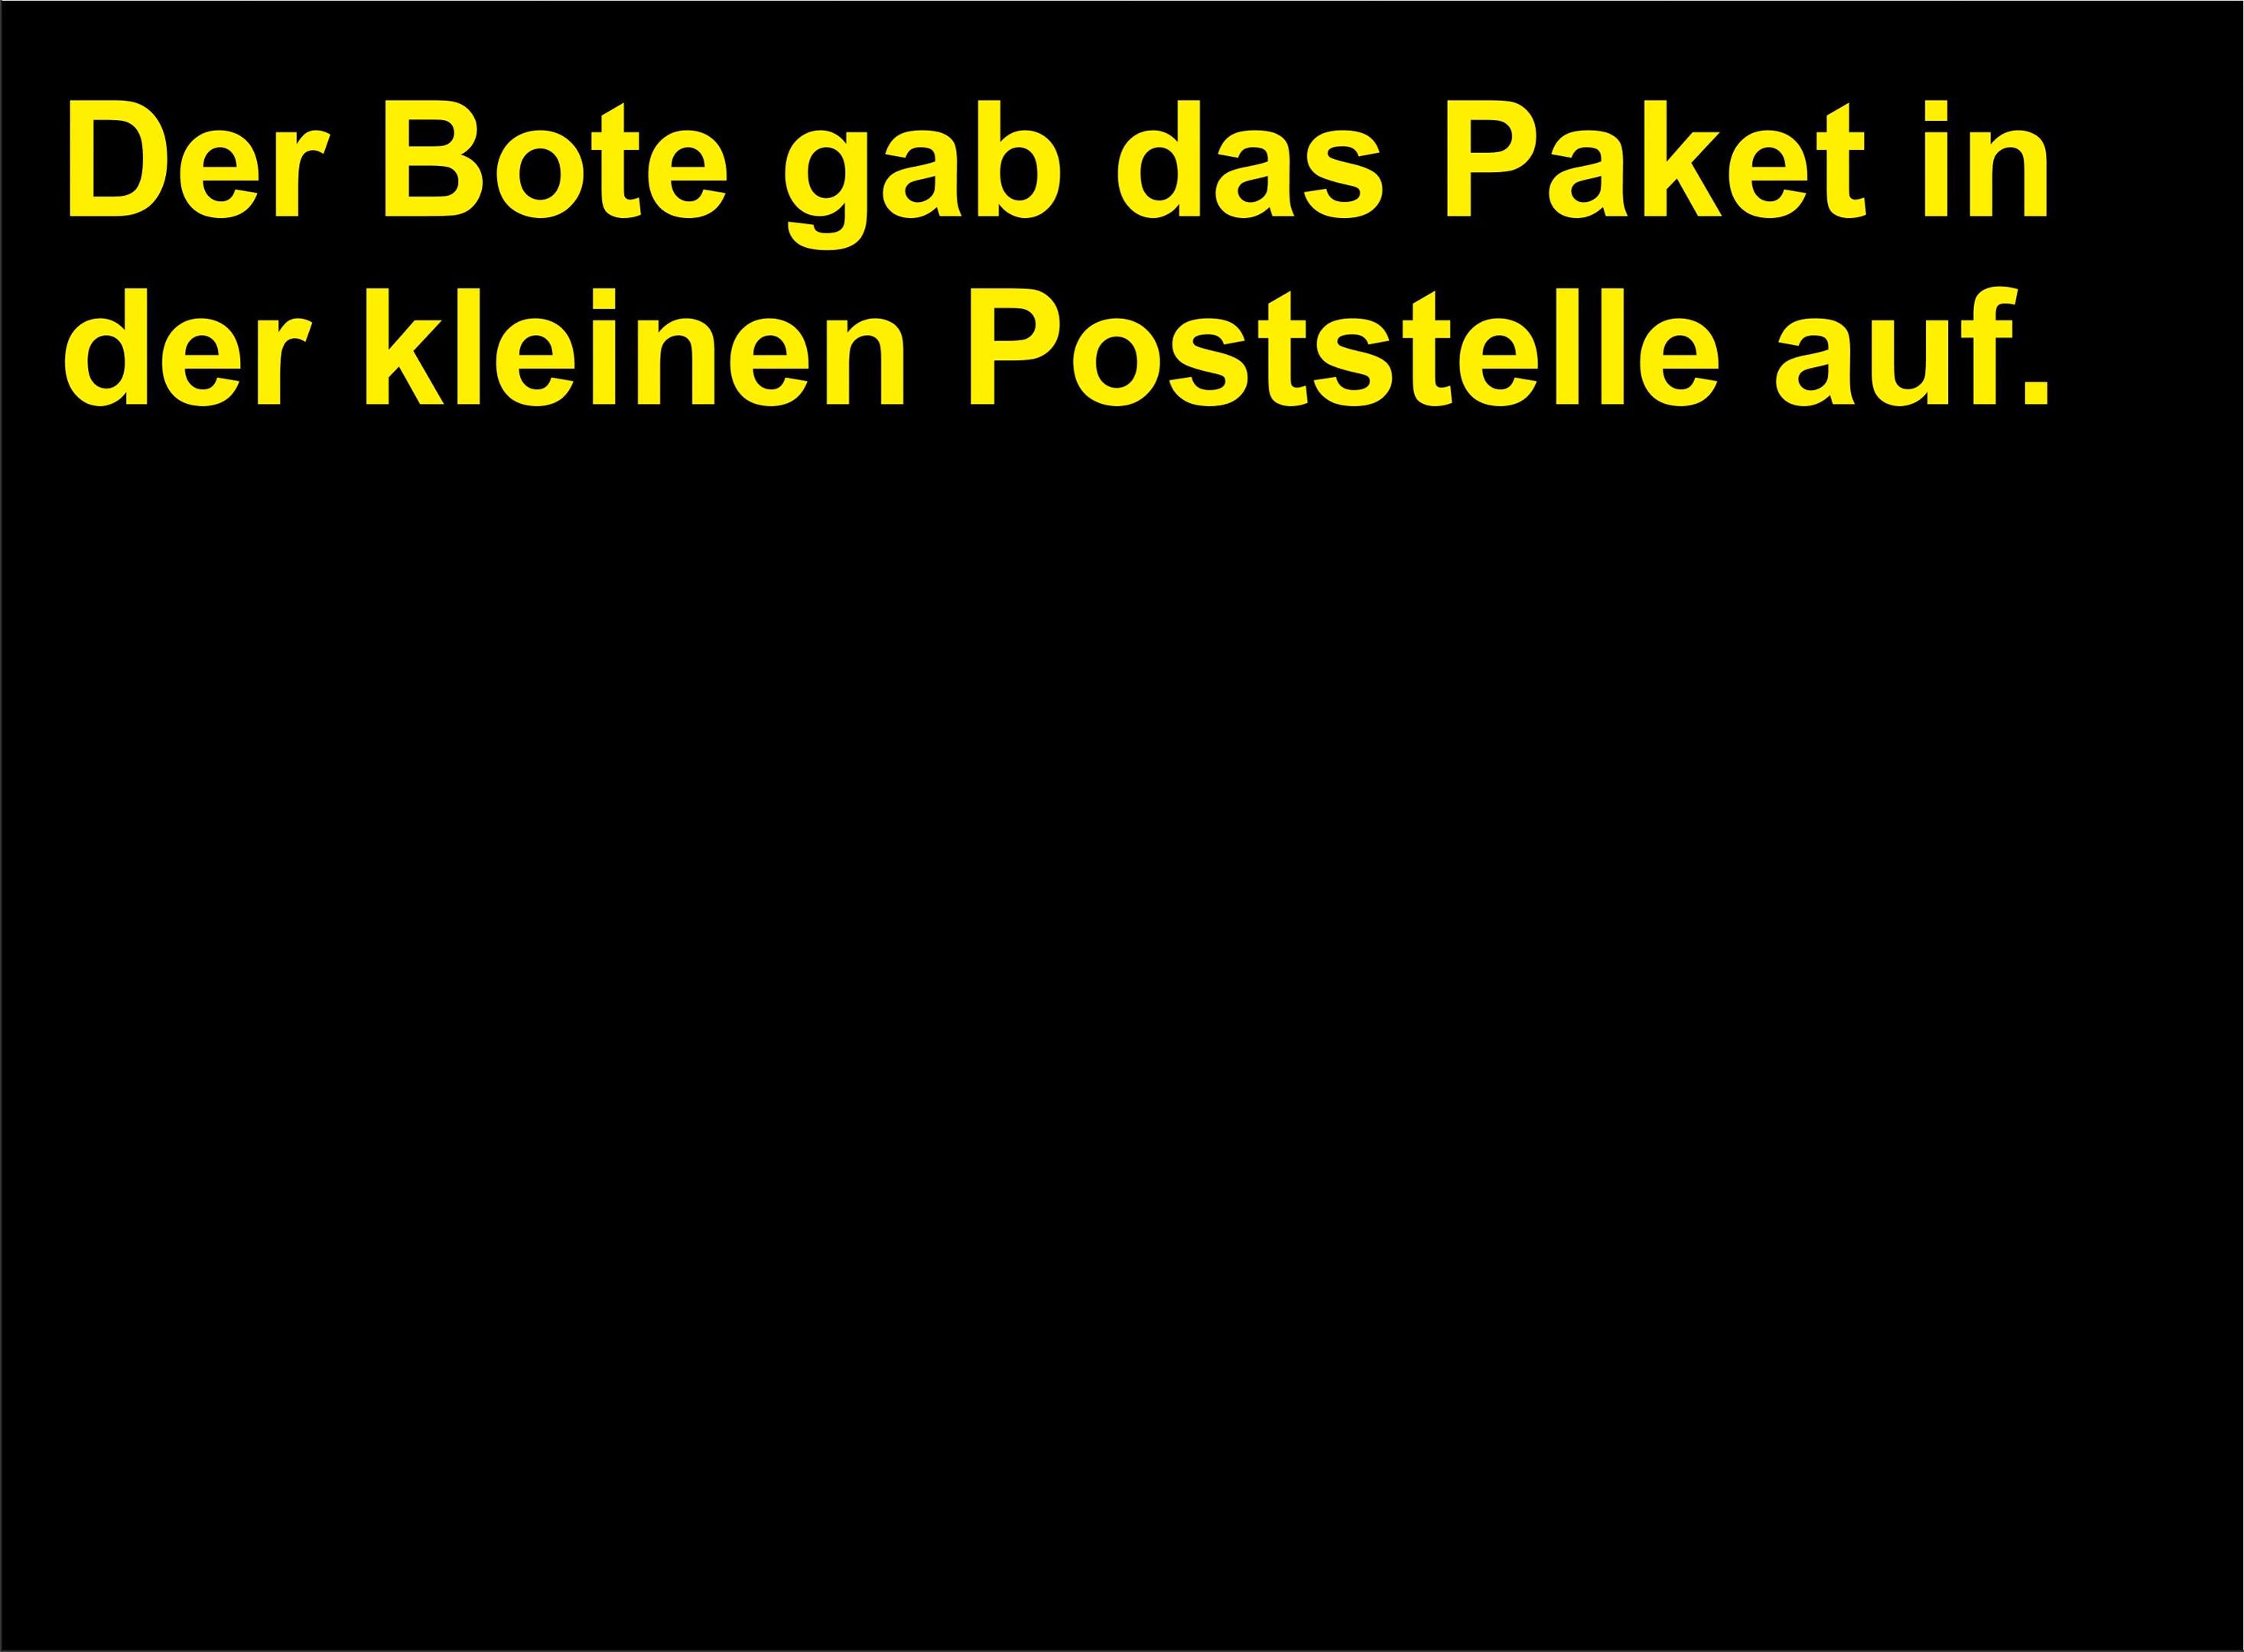 Der Bote gab das Paket in
der kleinen Poststelle auf.